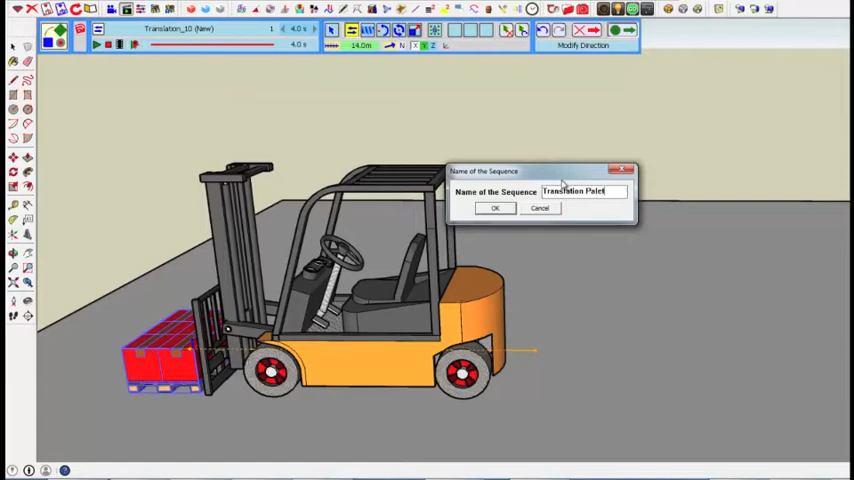 Translation_10 (New)
1
4.0 s
4.0 s
14.0m
N
X
Y
Z
Modify Direction
Name of the Sequence
Name of the Sequence
Translation Palet
OK
Cancel